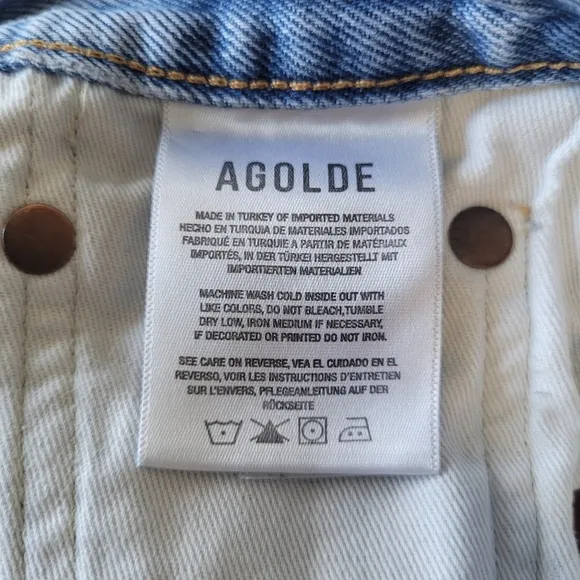 AGOLDE
MADE IN TURKEY OF IMPORTED MATERIALS
HECHO EN TURQUIA DE MATERIALES IMPORTADOS
FABRIQUÉ EN TURQUIE A PARTIR DE MATÉRIAUX
IMPORTÉS, IN DER TÜRKEI HERGESTELLT MIT
IMPORTIERTEN MATERIALIEN
MACHINE WASH COLD INSIDE OUT WITH
LIKE COLORS, DO NOT BLEACH,TUMBLE
DRY LOW, IRON MEDIUM IF NECESSARY,
IF DECORATED OR PRINTED DO NOT IRON.
SEE CARE ON REVERSE, VEA EL CUIDADO EN EL
REVERSO, VOIR LES INSTRUCTIONS D'ENTRETIEN
SUR L'ENVERS, PFLEGEANLEITUNG AUF DER
RÜCKSEITE